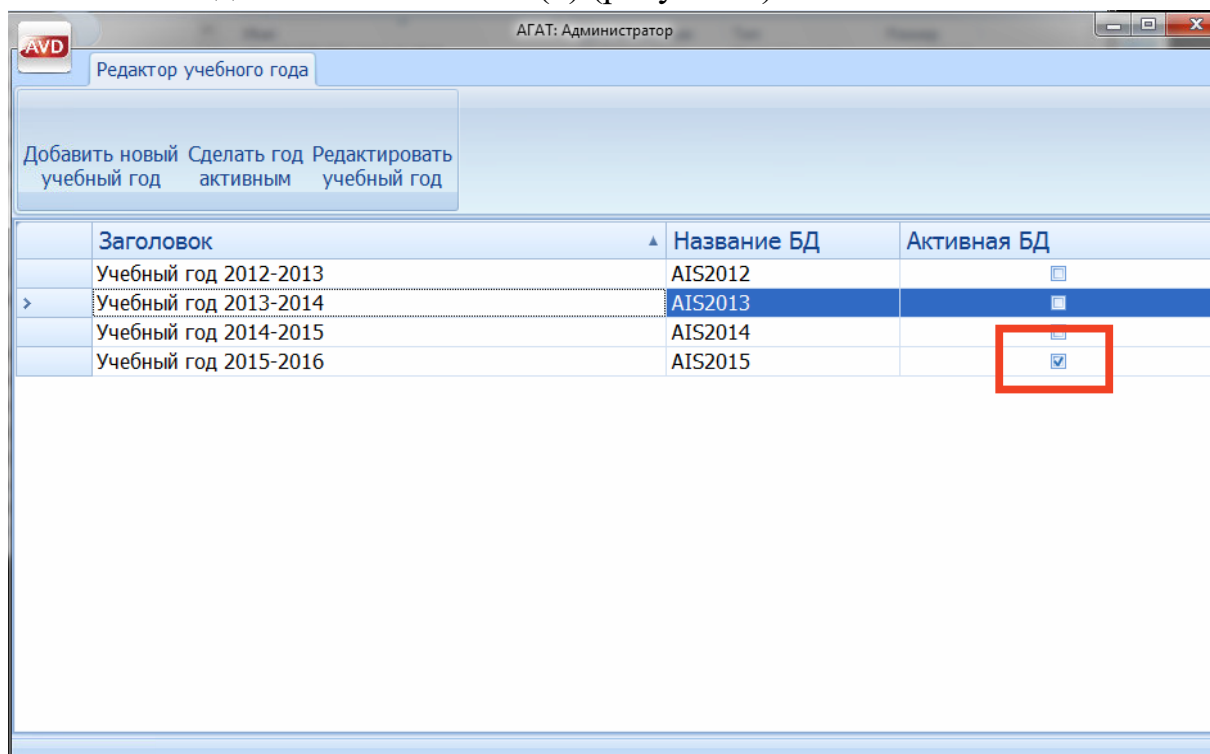 АГАТ: Администратор
AVD
Редактор учебного года
Добавить новый учебный год
Сделать год активным
Редактировать учебный год
Заголовок Название БД Активная БД
Учебный год 2012-2013 AIS2012
Учебный год 2013-2014 AIS2013
Учебный год 2014-2015 AIS2014
Учебный год 2015-2016 AIS2015